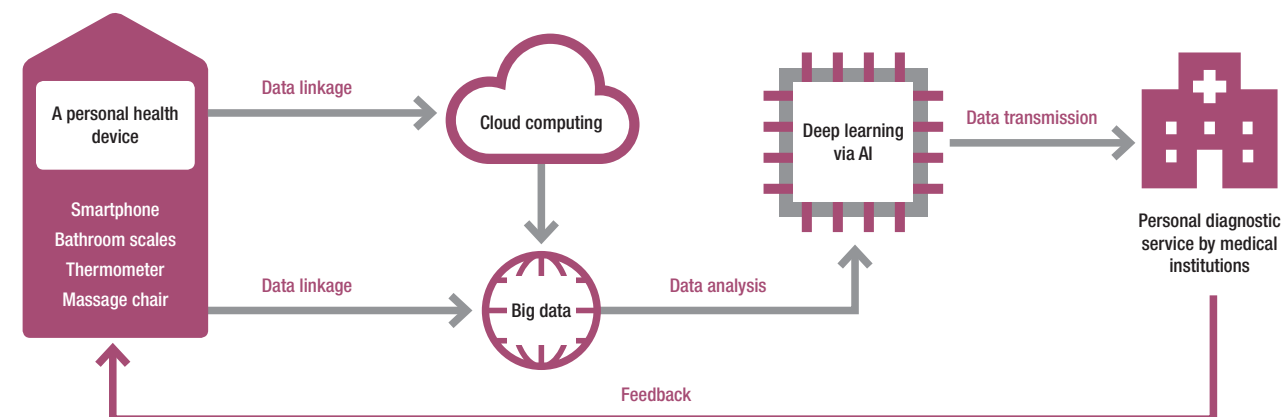 A personal health
device
Smartphone
Bathroom scales
Thermometer
Massage chair
Data linkage
Data linkage
Cloud computing
Big data
Data analysis
Deep learning
via AI
Data transmission
Personal diagnostic
service by medical
institutions
Feedback